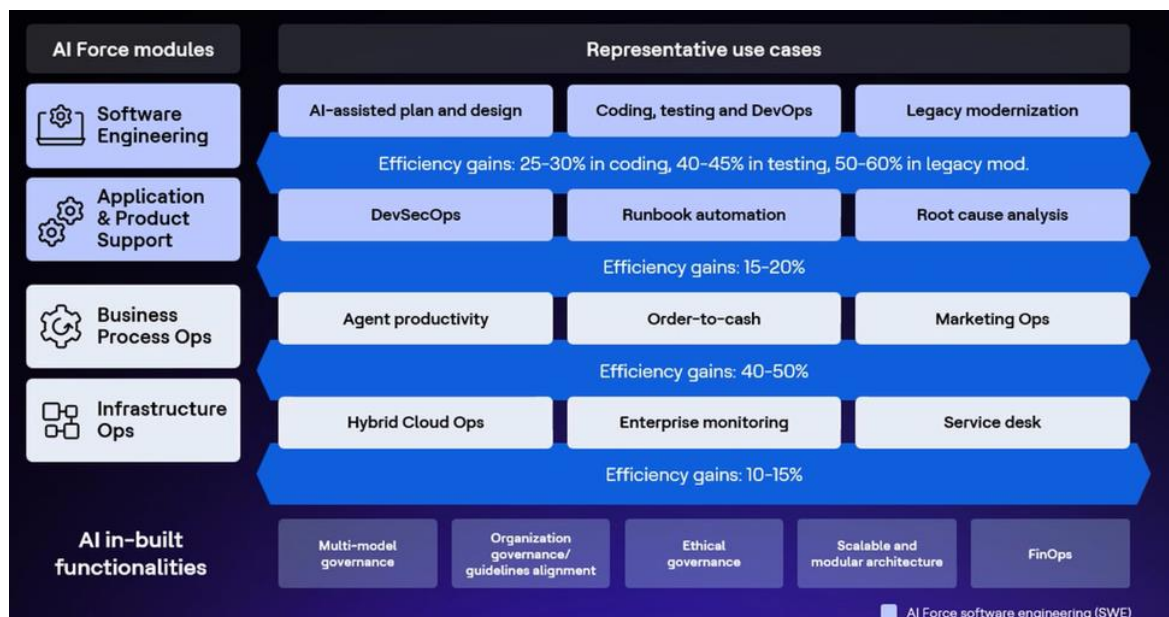 AI Force modules
Representative use cases
Software
Engineering
AI-assisted plan and design
Coding, testing and DevOps
Legacy modernization
Efficiency gains: 25-30% in coding, 40-45% in testing, 50-60% in legacy mod.
Application
& Product
Support
DevSecOps
Runbook automation
Root cause analysis
Efficiency gains: 15-20%
Business
Process Ops
Agent productivity
Order-to-cash
Marketing Ops
Efficiency gains: 40-50%
Infrastructure
Ops
Hybrid Cloud Ops
Enterprise monitoring
Service desk
Efficiency gains: 10-15%
AI in-built
functionalities
Multi-model
governance
Organization
governance/
guidelines alignment
Ethical
governance
Scalable and
modular architecture
FinOps
AI Force software engineering (SWE)